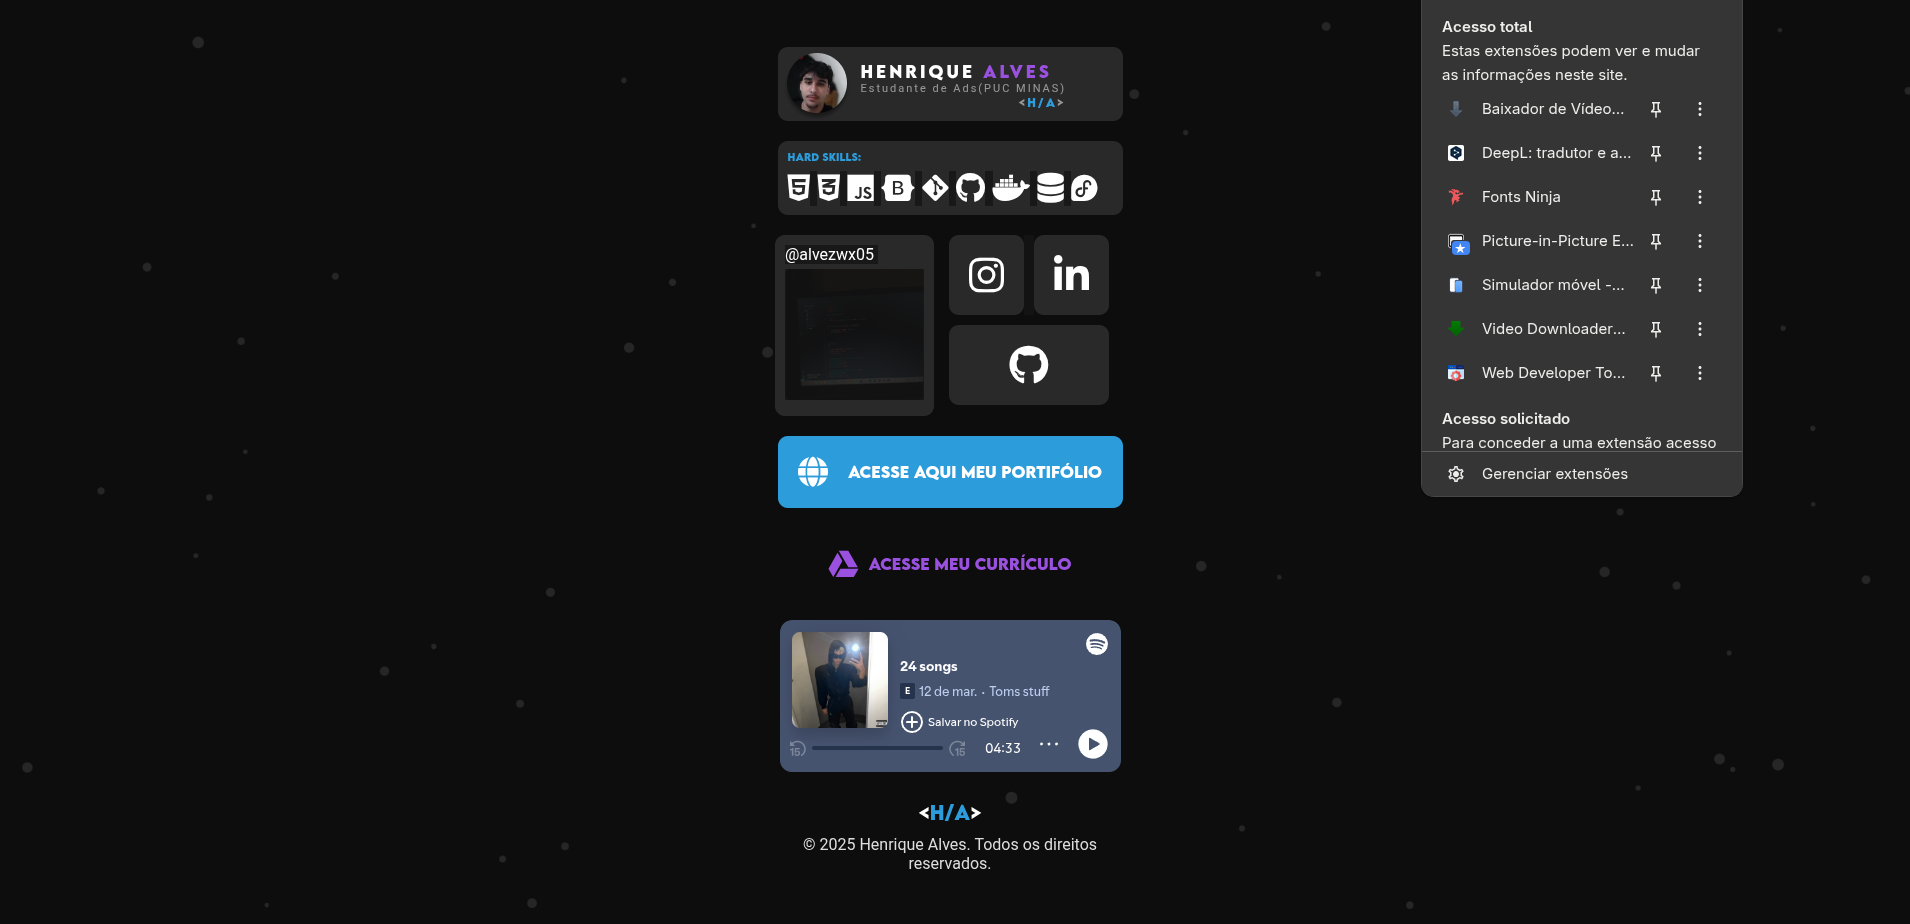 HENRIQUE ALVES
Estudante de Ads(PUC MINAS)
<H/A>
HARD SKILLS:
JS
B
@alvezwx05
in
ACESSE AQUI MEU PORTIFÓLIO
ACESSE MEU CURRÍCULO
24 songs
E 12 de mar. · Toms stuff
Salvar no Spotify
15
15
04:33
<H/A>
© 2025 Henrique Alves. Todos os direitos
reservados.
Acesso total
Estas extensões podem ver e mudar
as informações neste site.
Baixador de Vídeo...
DeepL: tradutor e a...
Fonts Ninja
Picture-in-Picture E...
Simulador móvel -...
Video Downloader...
Web Developer To...
Acesso solicitado
Para conceder a uma extensão acesso
Gerenciar extensões